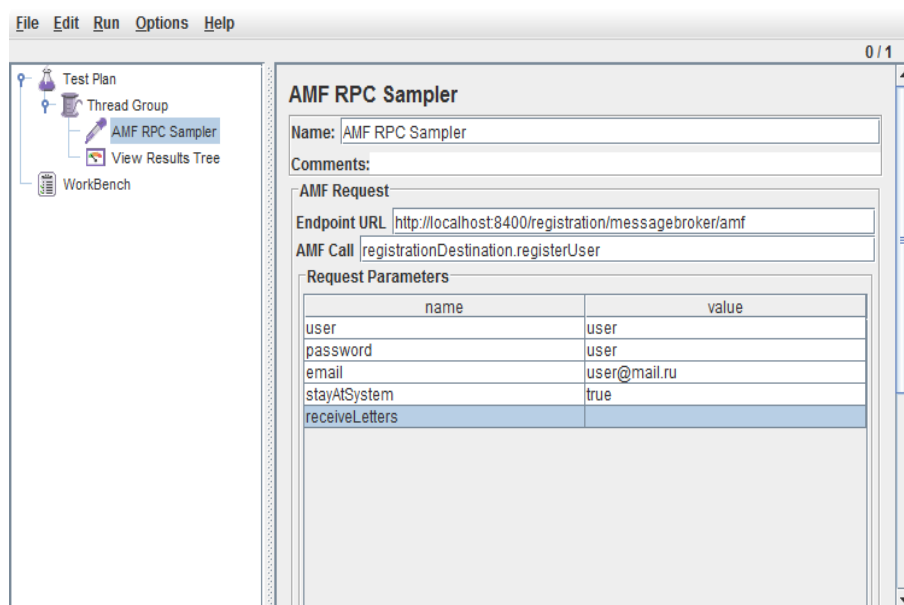 File Edit Run Options Help
0 / 1
Test Plan
Thread Group
AMF RPC Sampler
View Results Tree
WorkBench
AMF RPC Sampler
Name: AMF RPC Sampler
Comments:
AMF Request
Endpoint URL http://localhost:8400/registration/messagebroker/amf
AMF Call registrationDestination.registerUser
Request Parameters
name value
user user
password user
email user@mail.ru
stayAtSystem true
receiveLetters